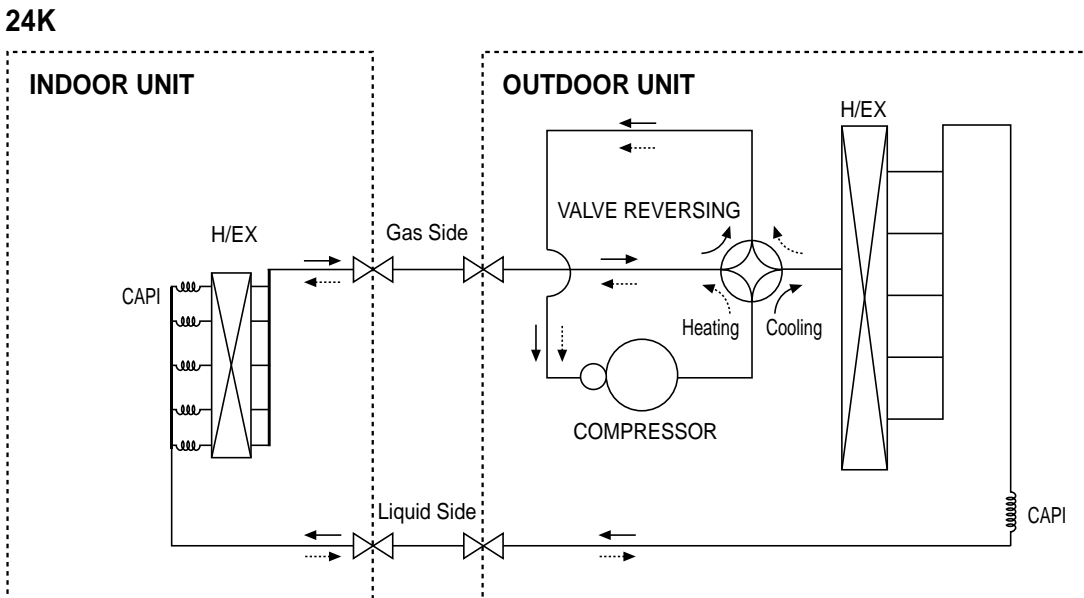 24K
INDOOR UNIT
OUTDOOR UNIT
H/EX
VALVE REVERSING
H/EX
Gas Side
CAPI
Heating
Cooling
COMPRESSOR
Liquid Side
CAPI